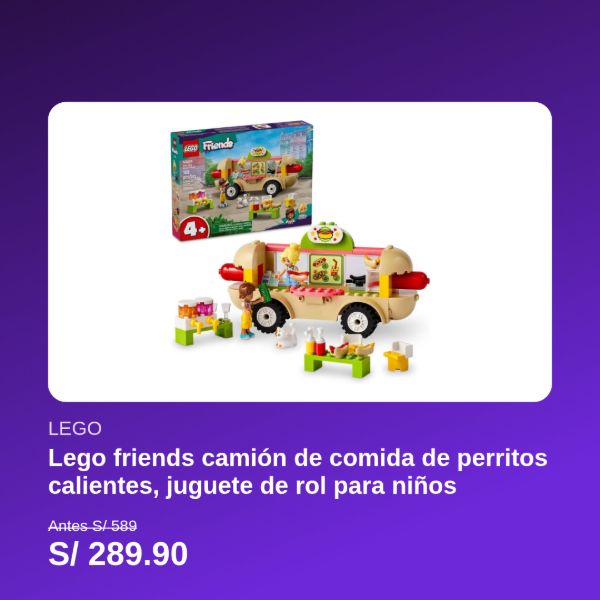 LEGO
Friends
4+
LEGO
Lego friends camión de comida de perritos
calientes, juguete de rol para niños
Antes S/ 589
S/ 289.90